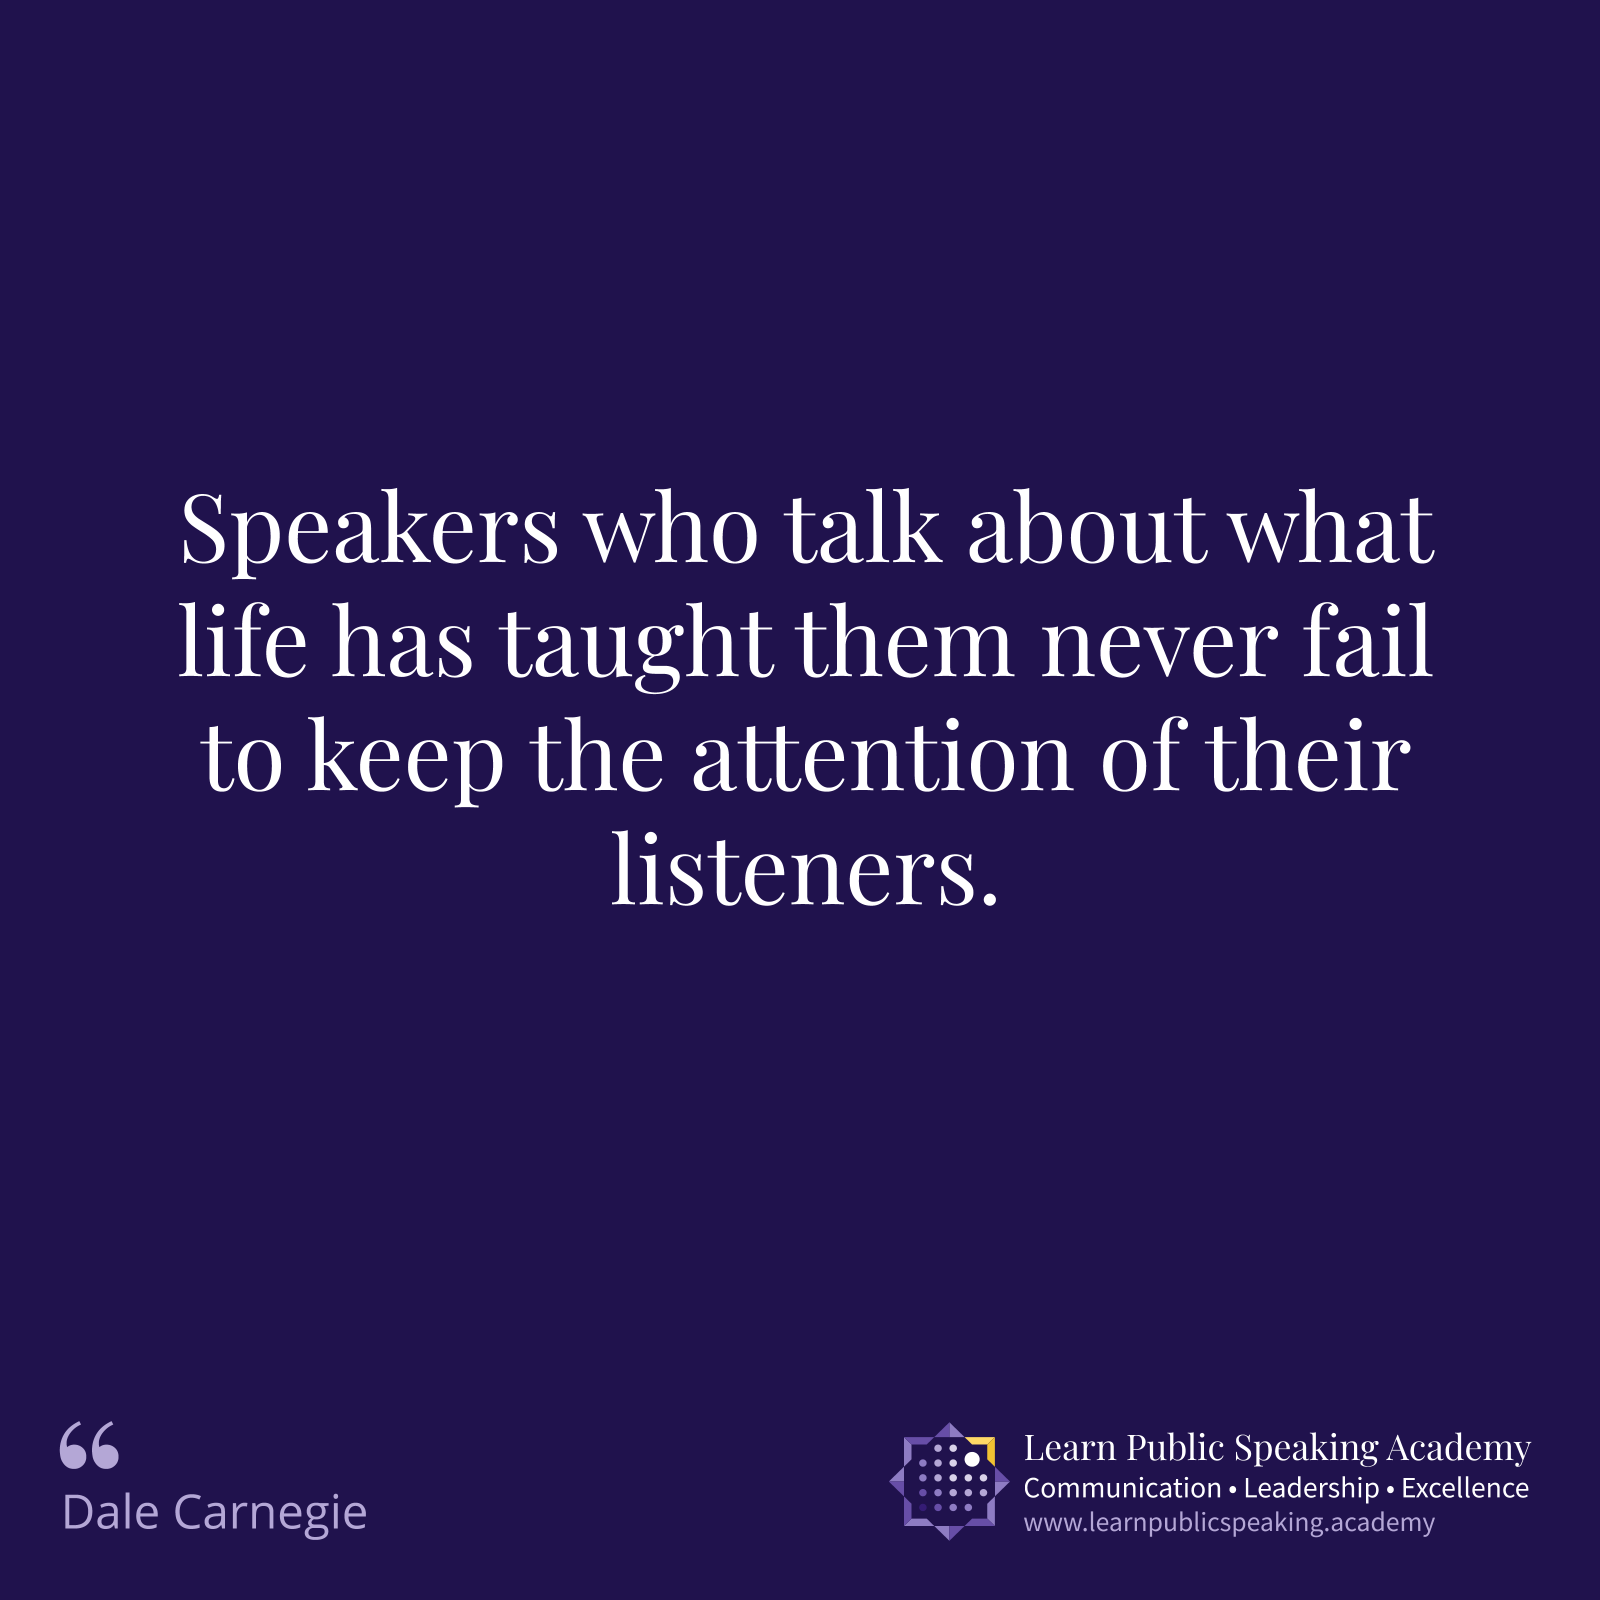 Speakers who talk about what
life has taught them never fail
to keep the attention of their
listeners.
“
Dale Carnegie
Learn Public Speaking Academy
Communication • Leadership • Excellence
www.learnpublicspeaking.academy